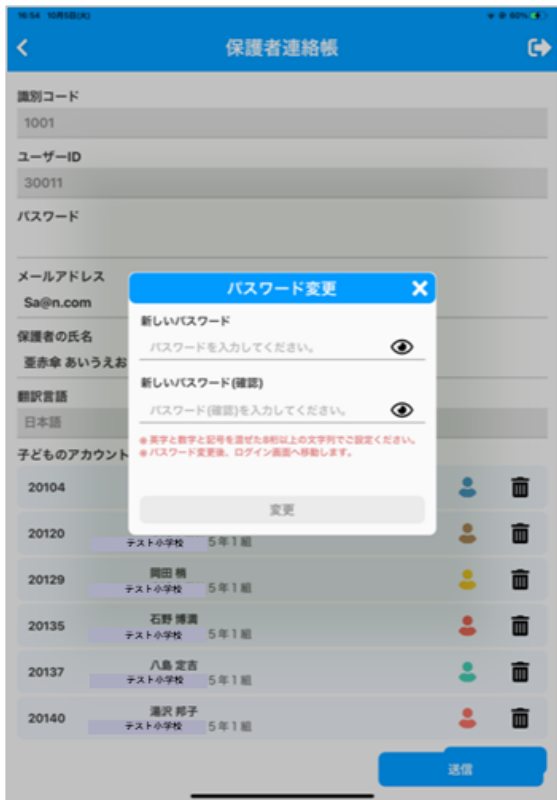 16:54 10月5日(火)
60%
保護者連絡帳
識別コード
1001
ユーザーID
30011
パスワード
メールアドレス
Sa@n.com
保護者の氏名
亜赤傘 あいうえお
翻訳言語
日本語
子どものアカウント
パスワード変更
新しいパスワード
パスワードを入力してください。
新しいパスワード(確認)
パスワード(確認)を入力してください。
※英字と数字と記号を混ぜた8桁以上の文字列でご設定ください。
※パスワード変更後、ログイン画面へ移動します。
変更
20104
20120
テスト小学校 5年1組
20129
岡田 楠
テスト小学校 5年1組
20135
石野 博満
テスト小学校 5年1組
20137
八島 定吉
テスト小学校 5年1組
20140
湯沢 邦子
テスト小学校 5年1組
送信